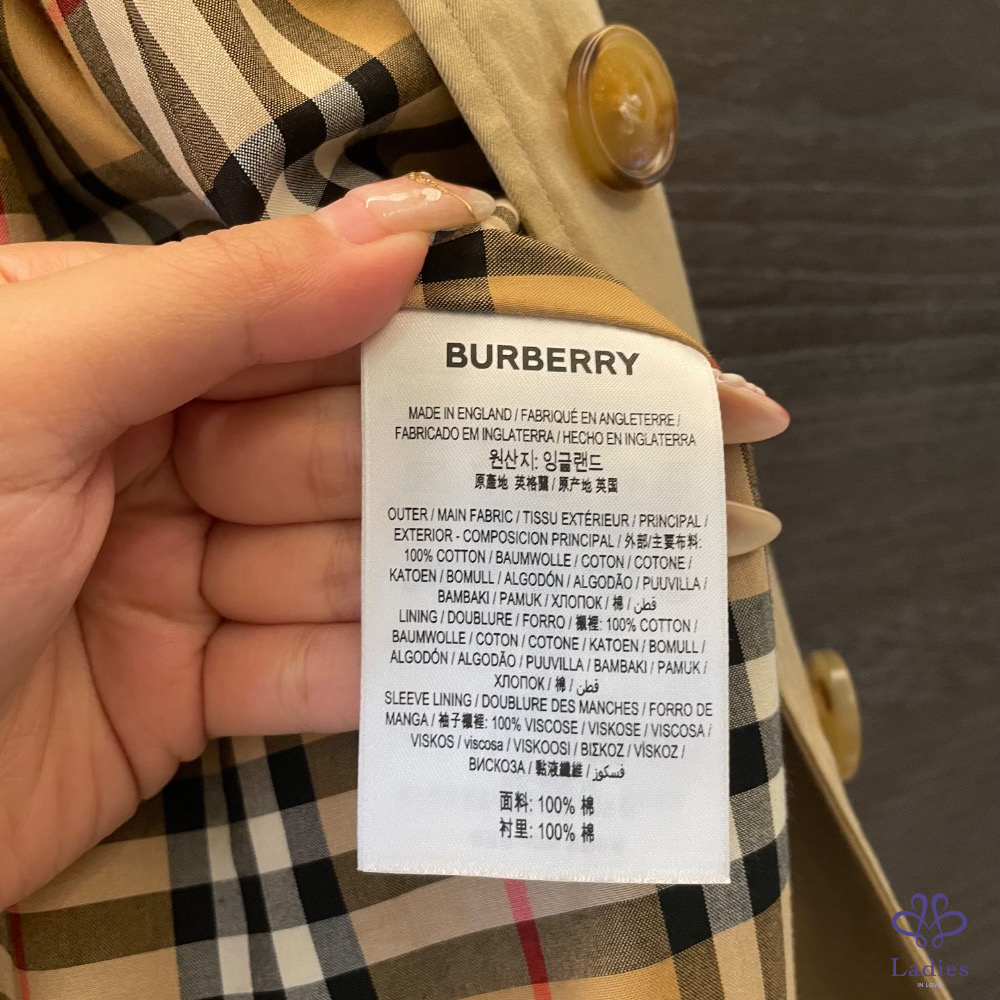 BURBERRY
MADE IN ENGLAND / FABRIQUÉ EN ANGLETERRE /
FABRICADO EM INGLATERRA / HECHO EN INGLATERRA
원산지: 잉글랜드
原產地 英格蘭 / 原产地 英国
OUTER / MAIN FABRIC / TISSU EXTÉRIEUR / PRINCIPAL /
EXTERIOR - COMPOSICION PRINCIPAL / 外部/主要布料:
100% COTTON / BAUMWOLLE / COTON / COTONE /
KATOEN / BOMULL / ALGODÓN / ALGODÃO / PUUVILLA /
BAMBAKI / PAMUK / ХЛОПОК / 棉 / قطن /
LINING / DOUBLURE / FORRO / 襯裡: 100% COTTON /
BAUMWOLLE / COTON / COTONE / KATOEN / BOMULL /
ALGODÓN / ALGODÃO / PUUVILLA / BAMBAKI / PAMUK /
ХЛОПОК / 棉 / قطن
SLEEVE LINING / DOUBLURE DES MANCHES / FORRO DE
MANGA / 袖子襯裡: 100% VISCOSE / VISKOSE / VISCOSA /
VISKOS / viscosa / VISKOOSI / ΒΙΣΚΟΖ / VİSKOZ /
ВИСКОЗА / 黏液纖維 / فسكوز
面料: 100% 棉
衬里: 100% 棉
Ladies
IN LOVE